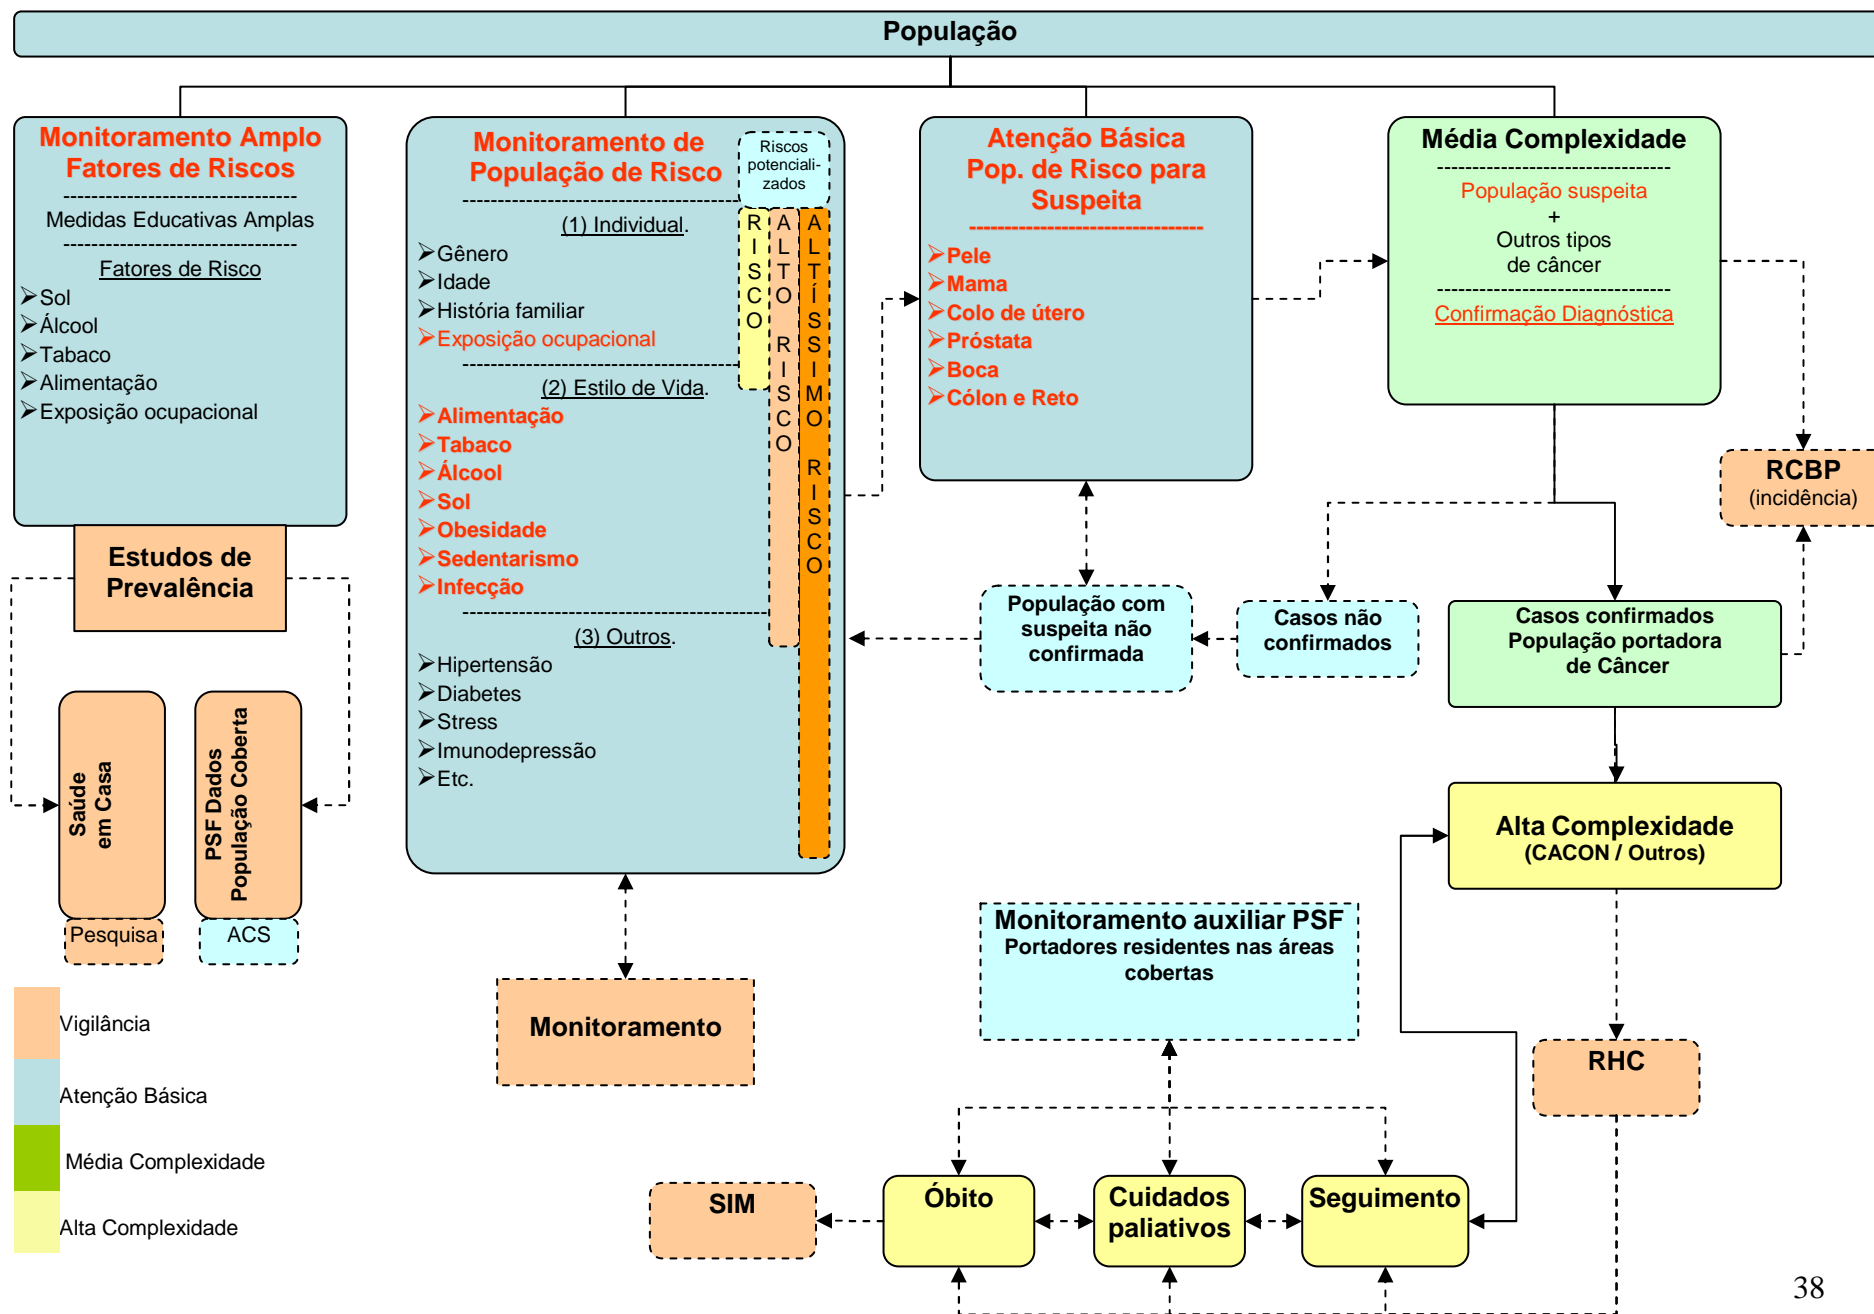 População
Monitoramento Amplo
Fatores de Riscos
Medidas Educativas Amplas
Fatores de Risco
➢Sol
➢Álcool
➢Tabaco
➢Alimentação
➢Exposição ocupacional
Estudos de
Prevalência
Saúde
em Casa
PSF Dados
População Coberta
Pesquisa
ACS
Monitoramento de
População de Risco
Riscos
potenciali-
zados
(1) Individual.
➢Gênero
➢Idade
➢História familiar
➢Exposição ocupacional
(2) Estilo de Vida.
➢Alimentação
➢Tabaco
➢Álcool
➢Sol
➢Obesidade
➢Sedentarismo
➢Infecção
(3) Outros.
➢Hipertensão
➢Diabetes
➢Stress
➢Imunodepressão
➢Etc.
RISCO
ALTO RISCO
ALTÍSSIMO RISCO
Monitoramento
Atenção Básica
Pop. de Risco para
Suspeita
➢Pele
➢Mama
➢Colo de útero
➢Próstata
➢Boca
➢Cólon e Reto
Média Complexidade
População suspeita
+
Outros tipos
de câncer
Confirmação Diagnóstica
RCBP
(incidência)
População com
suspeita não
confirmada
Casos não
confirmados
Casos confirmados
População portadora
de Câncer
Alta Complexidade
(CACON / Outros)
Monitoramento auxiliar PSF
Portadores residentes nas áreas
cobertas
RHC
SIM
Óbito
Cuidados
paliativos
Seguimento
Vigilância
Atenção Básica
Média Complexidade
Alta Complexidade
38